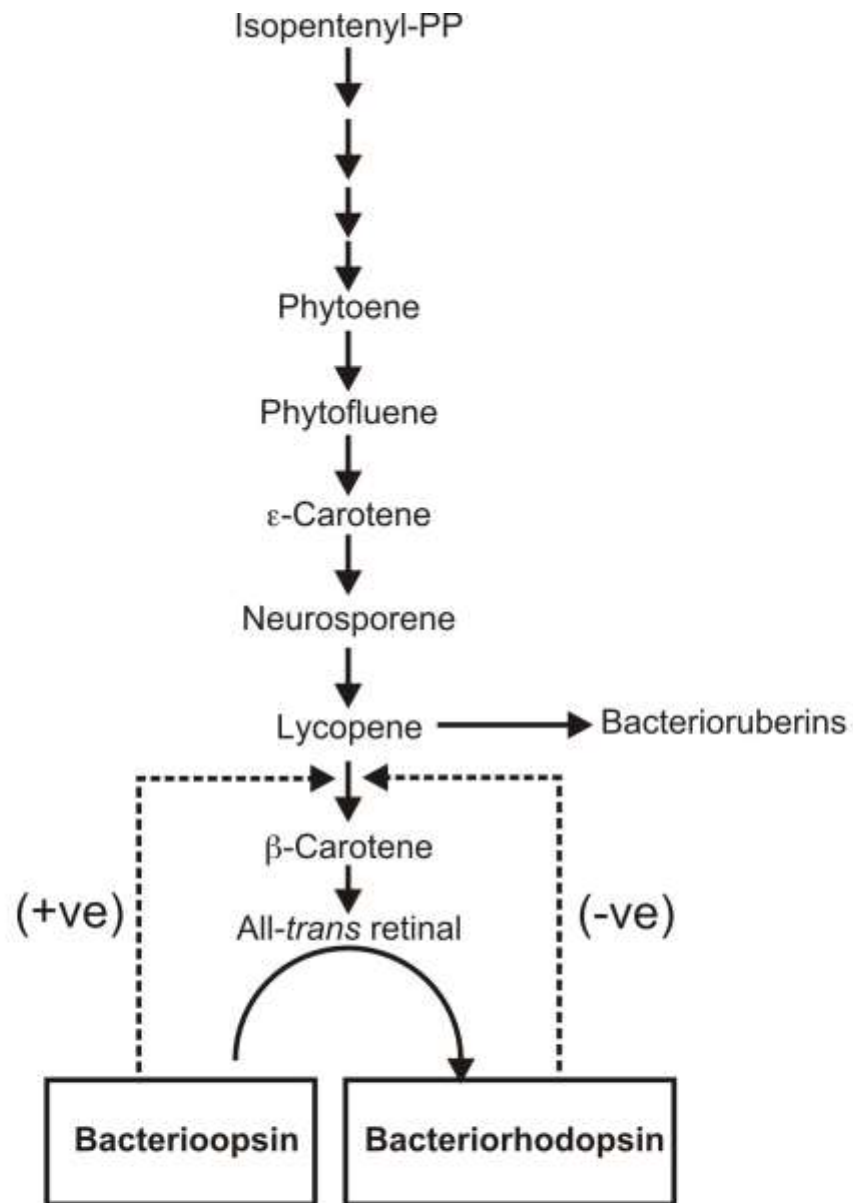 Isopentenyl-PP
Phytoene
Phytofluene
ε-Carotene
Neurosporene
Lycopene
Bacterioruberins
β-Carotene
(+ve)
(-ve)
All-trans retinal
Bacterioopsin
Bacteriorhodopsin